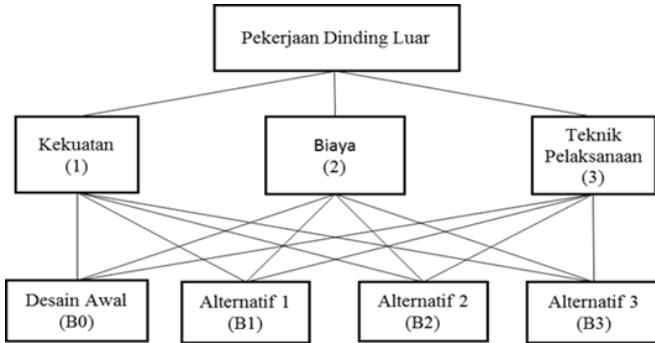 Pekerjaan Dinding Luar
Kekuatan
(1)
Biaya
(2)
Teknik
Pelaksanaan
(3)
Desain Awal
(B0)
Alternatif 1
(B1)
Alternatif 2
(B2)
Alternatif 3
(B3)